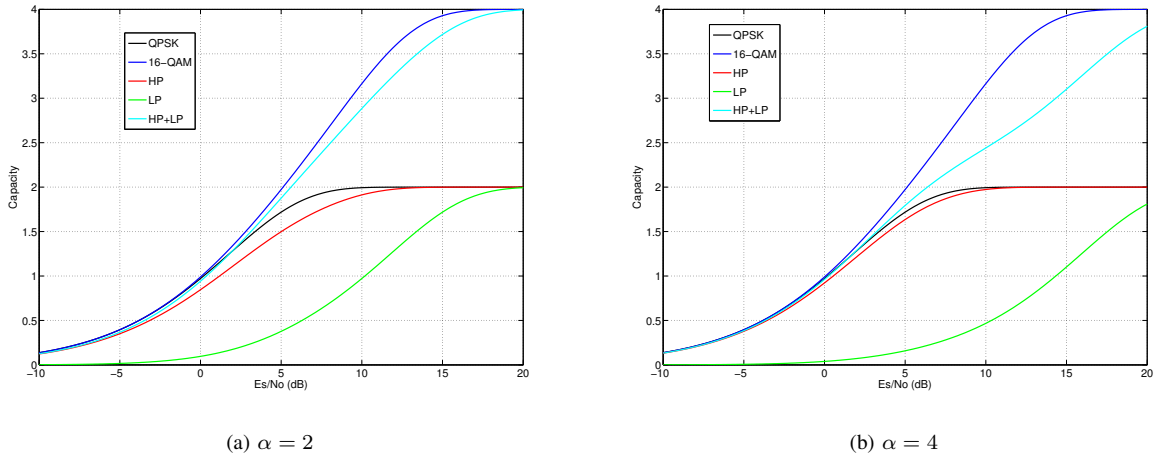 4
3.5
3
2.5
2
1.5
1
0.5
0
Capacity
QPSK
16−QAM
HP
LP
HP+LP
−10 −5 0 5 10 15 20
Es/No (dB)
(a) α = 2
4
3.5
3
2.5
2
1.5
1
0.5
0
Capacity
QPSK
16−QAM
HP
LP
HP+LP
−10 −5 0 5 10 15 20
Es/No (dB)
(b) α = 4